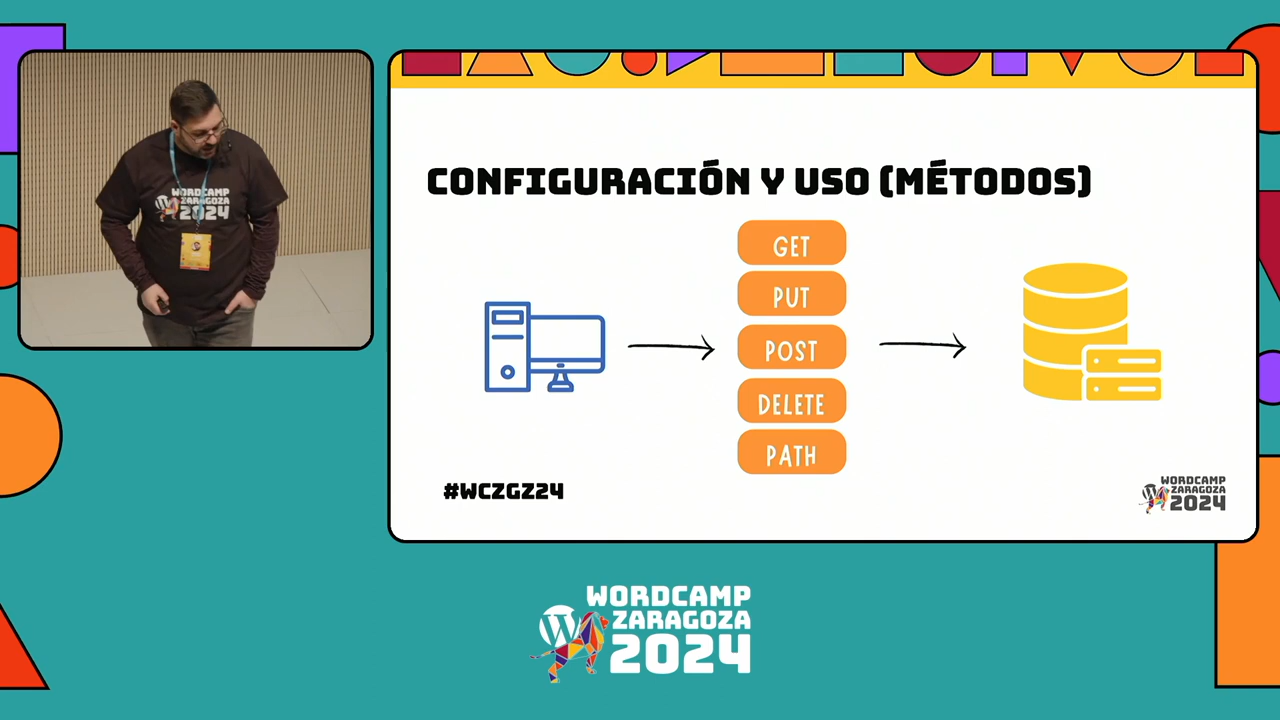 WORDCAMP
ZARAGOZA
2024
CONFIGURACIÓN Y USO (MÉTODOS)
GET
PUT
POST
DELETE
PATH
#WCZGZ24
WORDCAMP
ZARAGOZA
2024
WORDCAMP
ZARAGOZA
2024